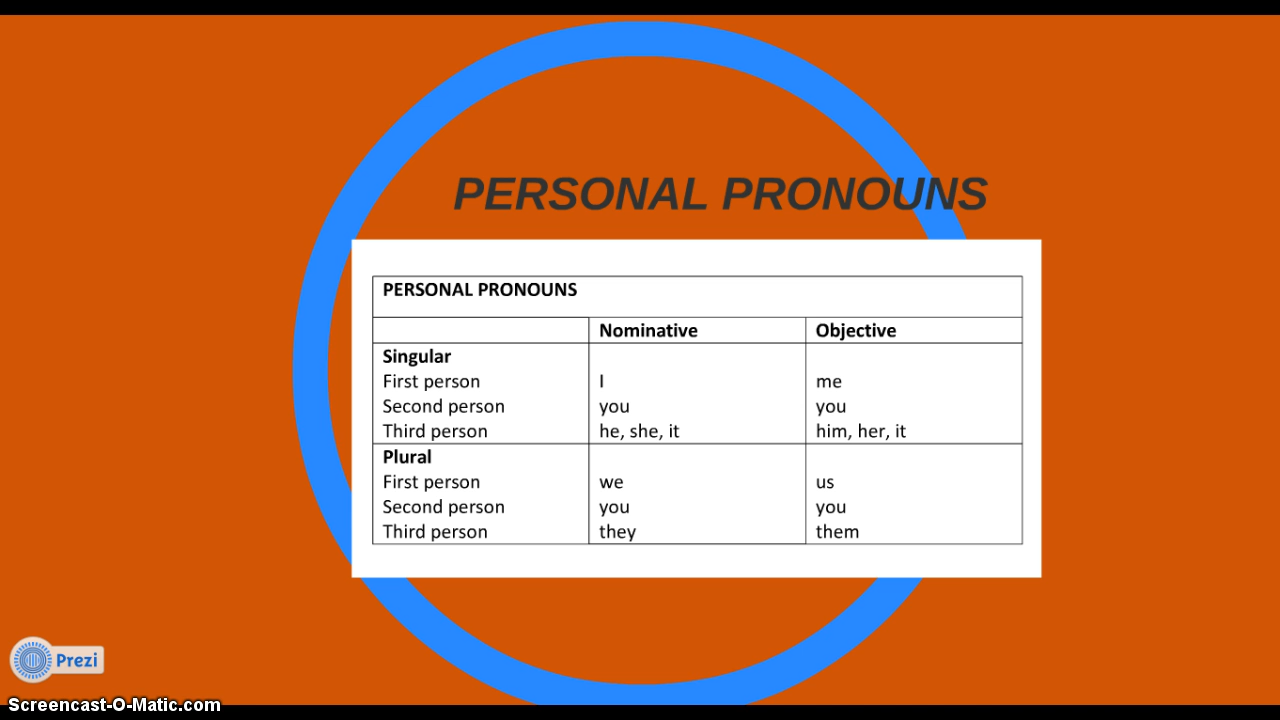 PERSONAL PRONOUNS
PERSONAL PRONOUNS
Nominative Objective
Singular
First person I me
Second person you you
Third person he, she, it him, her, it
Plural
First person we us
Second person you you
Third person they them
Prezi
Screencast-O-Matic.com